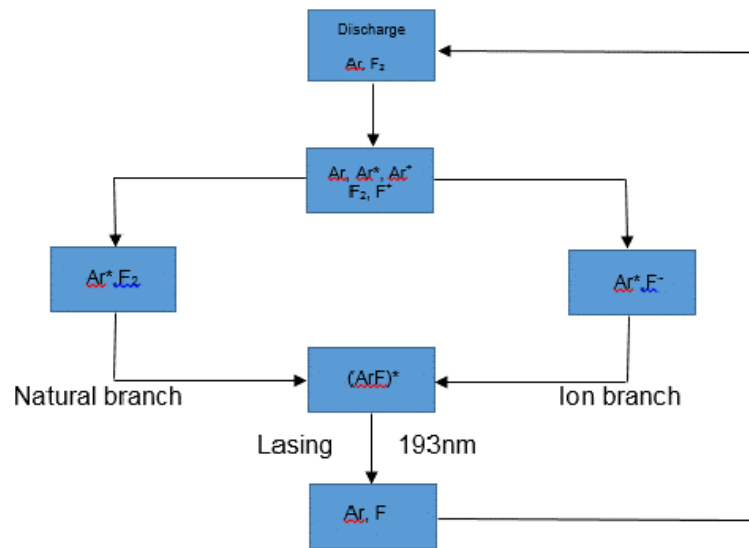 Discharge
Ar, F₂
Ar, Ar*, Ar⁺
F₂, F⁺
Ar*,F₂
Ar*,F⁻
(ArF)*
Natural branch
Ion branch
Lasing
193nm
Ar, F